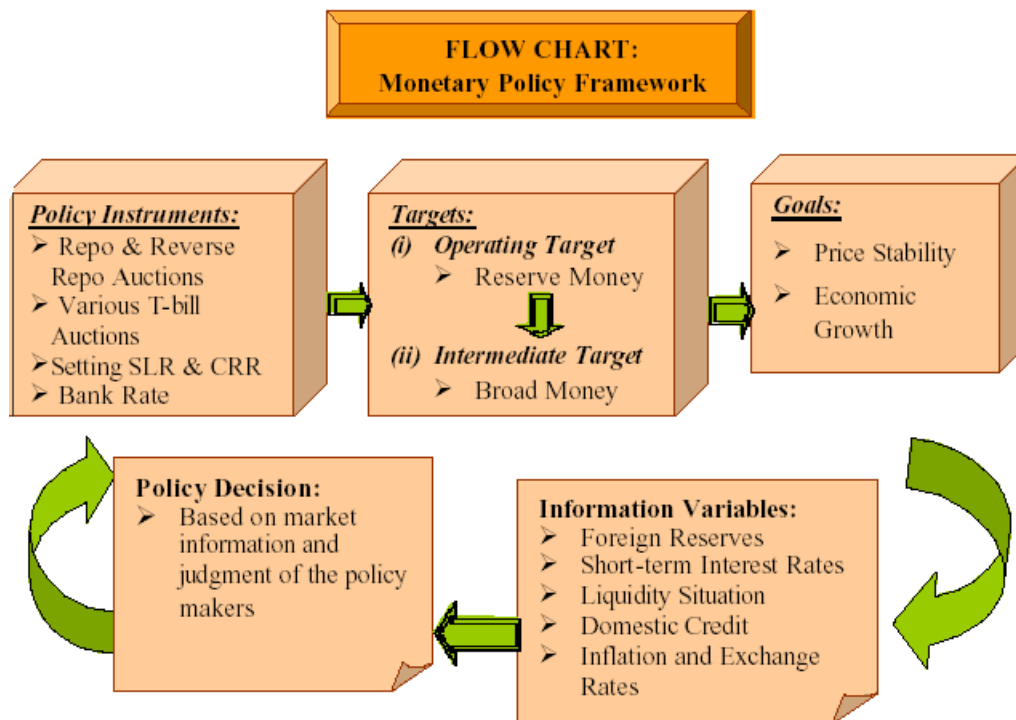 FLOW CHART:
Monetary Policy Framework
Policy Instruments:
➢ Repo & Reverse
Repo Auctions
➢ Various T-bill
Auctions
➢Setting SLR & CRR
➢ Bank Rate
Targets:
(i) Operating Target
➢ Reserve Money
(ii) Intermediate Target
➢ Broad Money
Goals:
➢ Price Stability
➢ Economic
Growth
Policy Decision:
➢ Based on market
information and
judgment of the policy
makers
Information Variables:
➢ Foreign Reserves
➢ Short-term Interest Rates
➢ Liquidity Situation
➢ Domestic Credit
➢ Inflation and Exchange
Rates